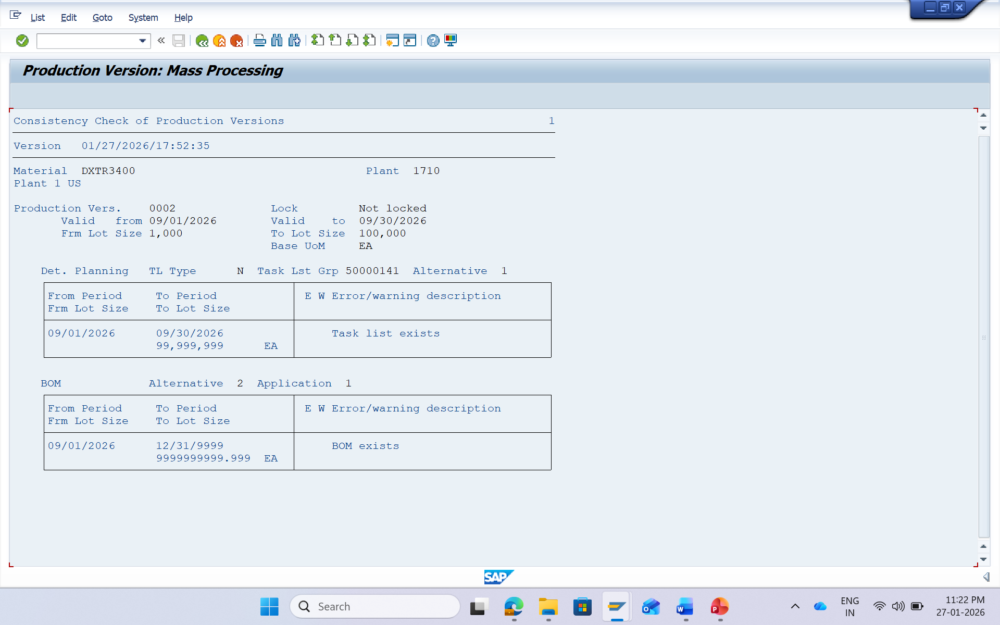 List Edit Goto System Help
Production Version: Mass Processing
Consistency Check of Production Versions 1
Version 01/27/2026/17:52:35
Material DXTR3400 Plant 1710
Plant 1 US
Production Vers. 0002 Lock Not locked
Valid from 09/01/2026 Valid to 09/30/2026
Frm Lot Size 1,000 To Lot Size 100,000
Base UoM EA
Det. Planning TL Type N Task Lst Grp 50000141 Alternative 1
From Period To Period E W Error/warning description
Frm Lot Size To Lot Size
09/01/2026 09/30/2026 Task list exists
99,999,999 EA
BOM Alternative 2 Application 1
From Period To Period E W Error/warning description
Frm Lot Size To Lot Size
09/01/2026 12/31/9999 BOM exists
9999999999.999 EA
SAP
Search
ENG
IN
11:22 PM
27-01-2026